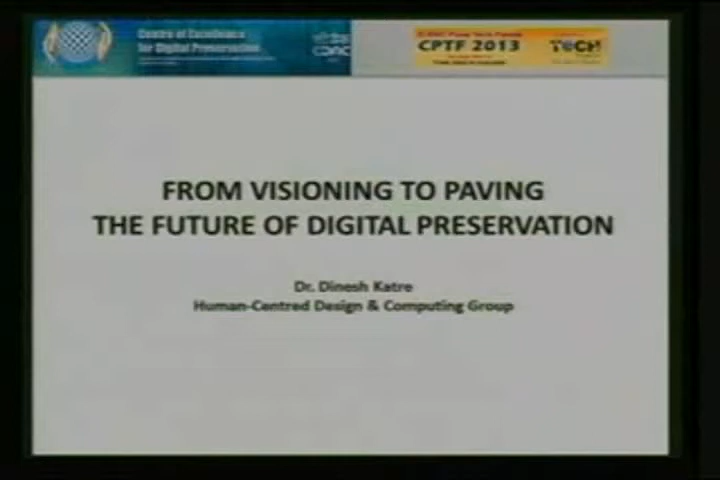 Centre of Excellence
for Digital Preservation
CDAC
CPTF 2013
TECH
FROM VISIONING TO PAVING
THE FUTURE OF DIGITAL PRESERVATION
Dr. Dinesh Katre
Human-Centred Design & Computing Group